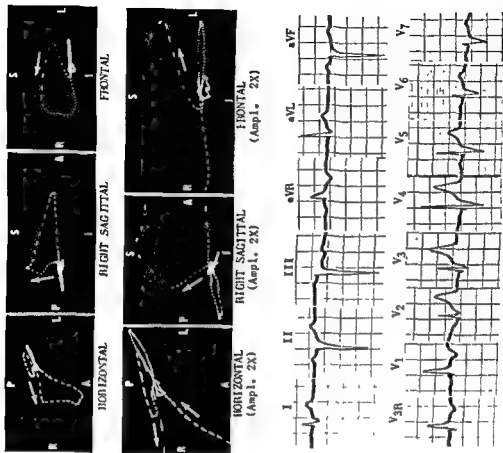 P S S
R L P A R L
A I I
HORIZONTAL RIGHT SAGITTAL FRONTAL
P S S
R L P A R L
A I I
HORIZONTAL (Ampl. 2X)
RIGHT SAGITTAL (Ampl. 2X)
FRONTAL (Ampl. 2X)
I II III aVR aVL aVF
V3R V1 V2 V3 V4 V5 V6 V7